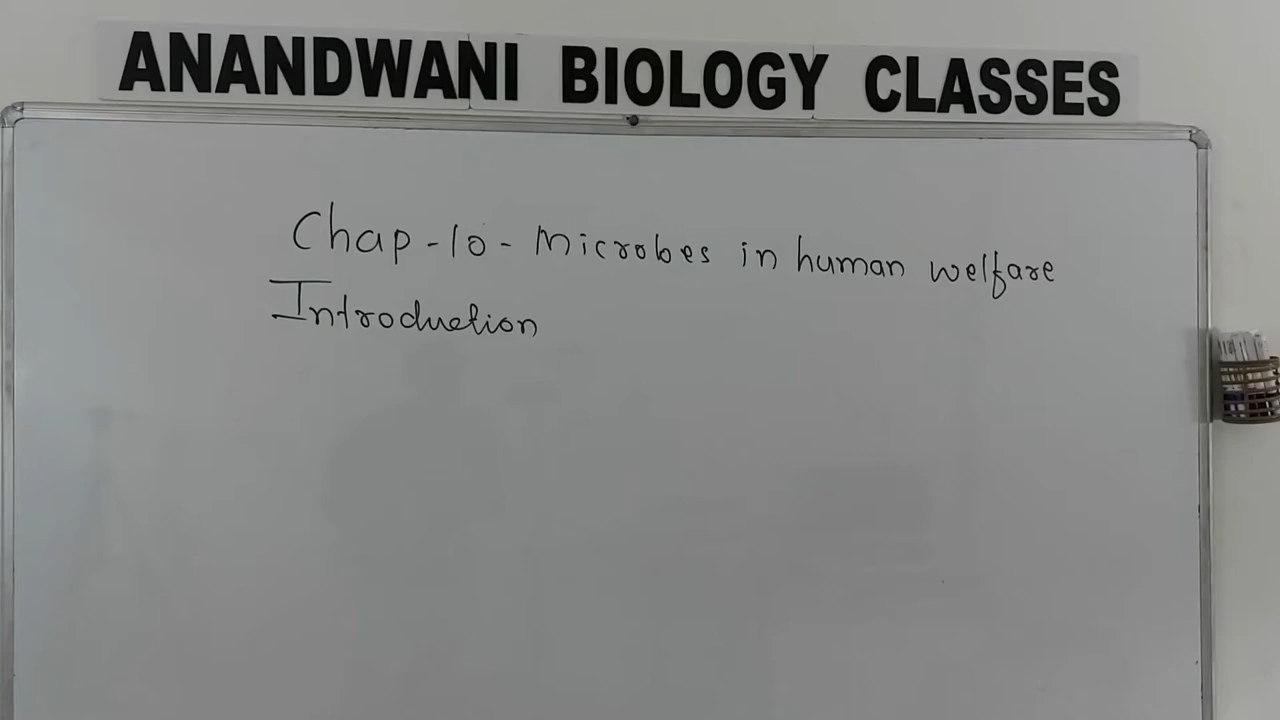 ANANDWANI BIOLOGY CLASSES
Chap-10- Microbes in human welfare
Introduction